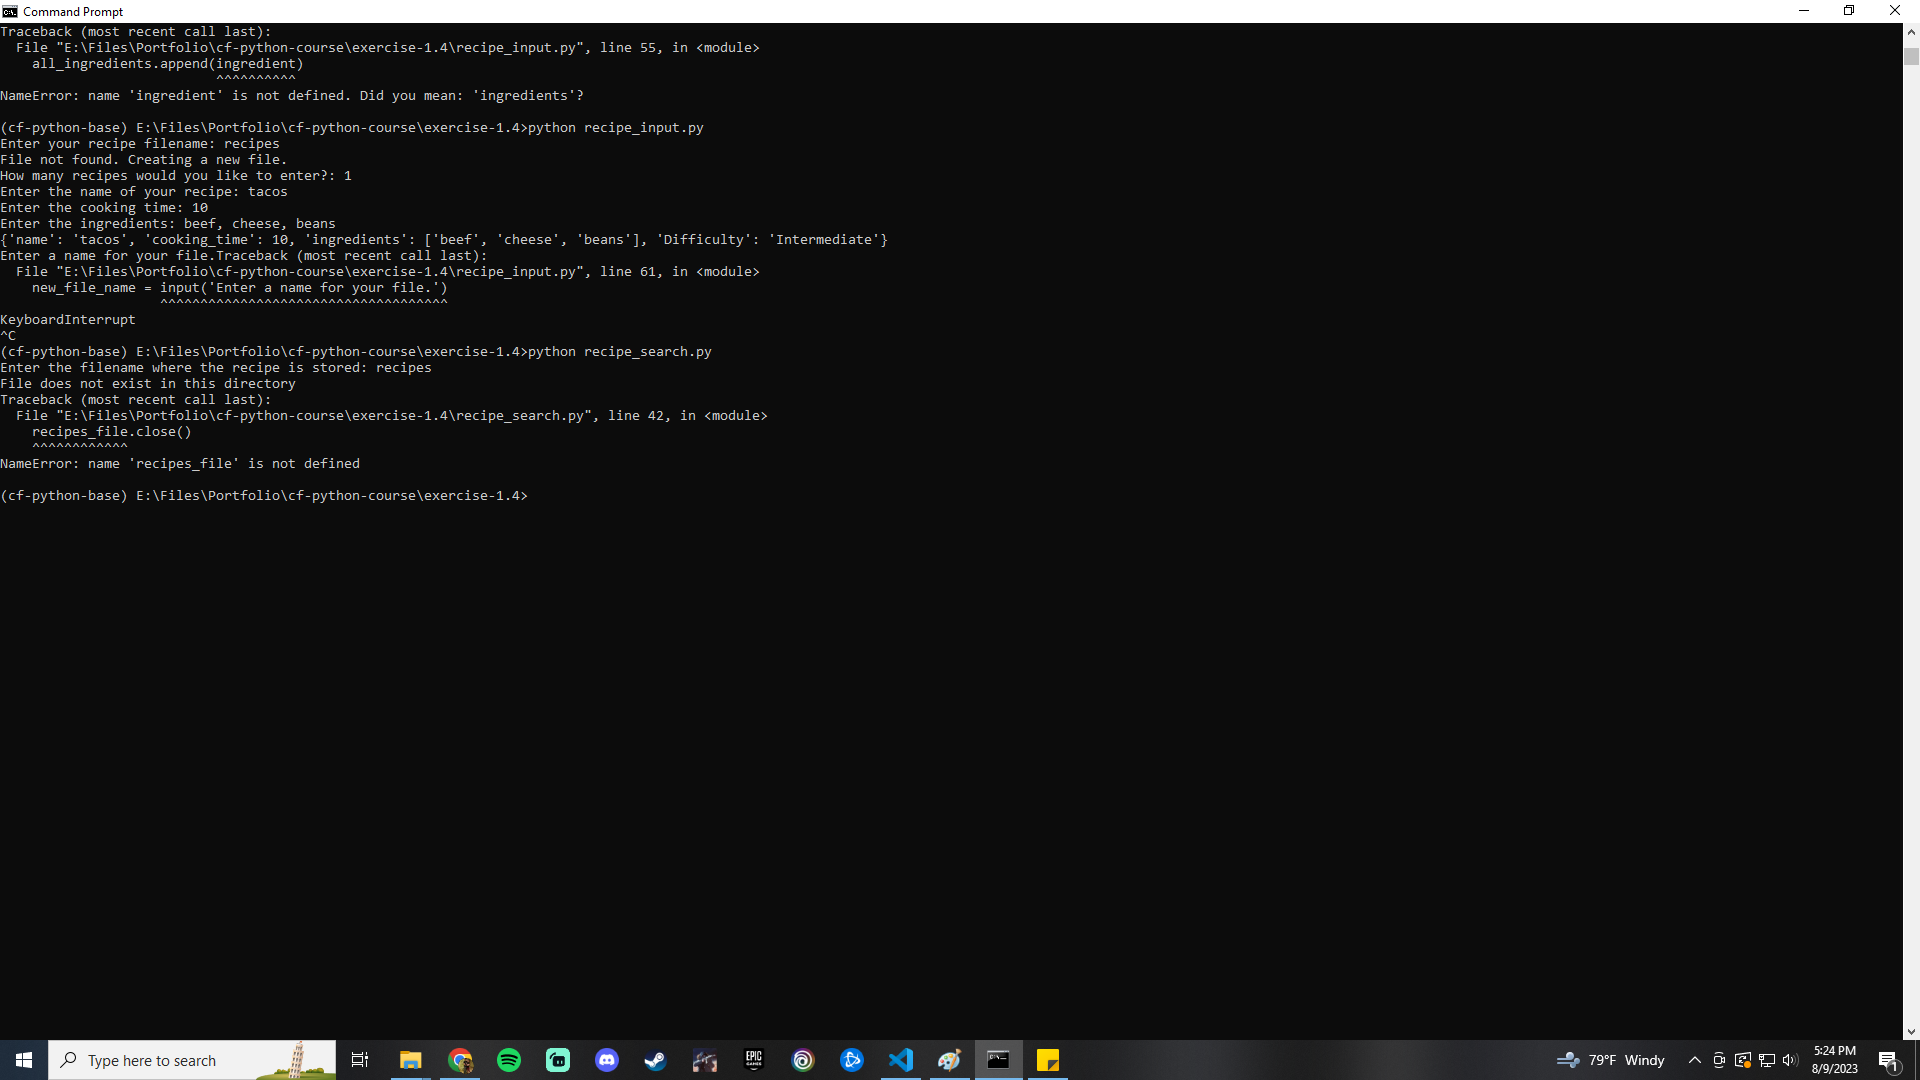 Command Prompt
Traceback (most recent call last):
  File "E:\Files\Portfolio\cf-python-course\exercise-1.4\recipe_input.py", line 55, in <module>
    all_ingredients.append(ingredient)
                           ^^^^^^^^^^
NameError: name 'ingredient' is not defined. Did you mean: 'ingredients'?
(cf-python-base) E:\Files\Portfolio\cf-python-course\exercise-1.4>python recipe_input.py
Enter your recipe filename: recipes
File not found. Creating a new file.
How many recipes would you like to enter?: 1
Enter the name of your recipe: tacos
Enter the cooking time: 10
Enter the ingredients: beef, cheese, beans
{'name': 'tacos', 'cooking_time': 10, 'ingredients': ['beef', 'cheese', 'beans'], 'Difficulty': 'Intermediate'}
Enter a name for your file.Traceback (most recent call last):
  File "E:\Files\Portfolio\cf-python-course\exercise-1.4\recipe_input.py", line 61, in <module>
    new_file_name = input('Enter a name for your file.')
                    ^^^^^^^^^^^^^^^^^^^^^^^^^^^^^^^^^^^^
KeyboardInterrupt
^C
(cf-python-base) E:\Files\Portfolio\cf-python-course\exercise-1.4>python recipe_search.py
Enter the filename where the recipe is stored: recipes
File does not exist in this directory
Traceback (most recent call last):
  File "E:\Files\Portfolio\cf-python-course\exercise-1.4\recipe_search.py", line 42, in <module>
    recipes_file.close()
    ^^^^^^^^^^^^
NameError: name 'recipes_file' is not defined
(cf-python-base) E:\Files\Portfolio\cf-python-course\exercise-1.4>
Type here to search
EPIC GAMES
79°F Windy
5:24 PM
8/9/2023
1